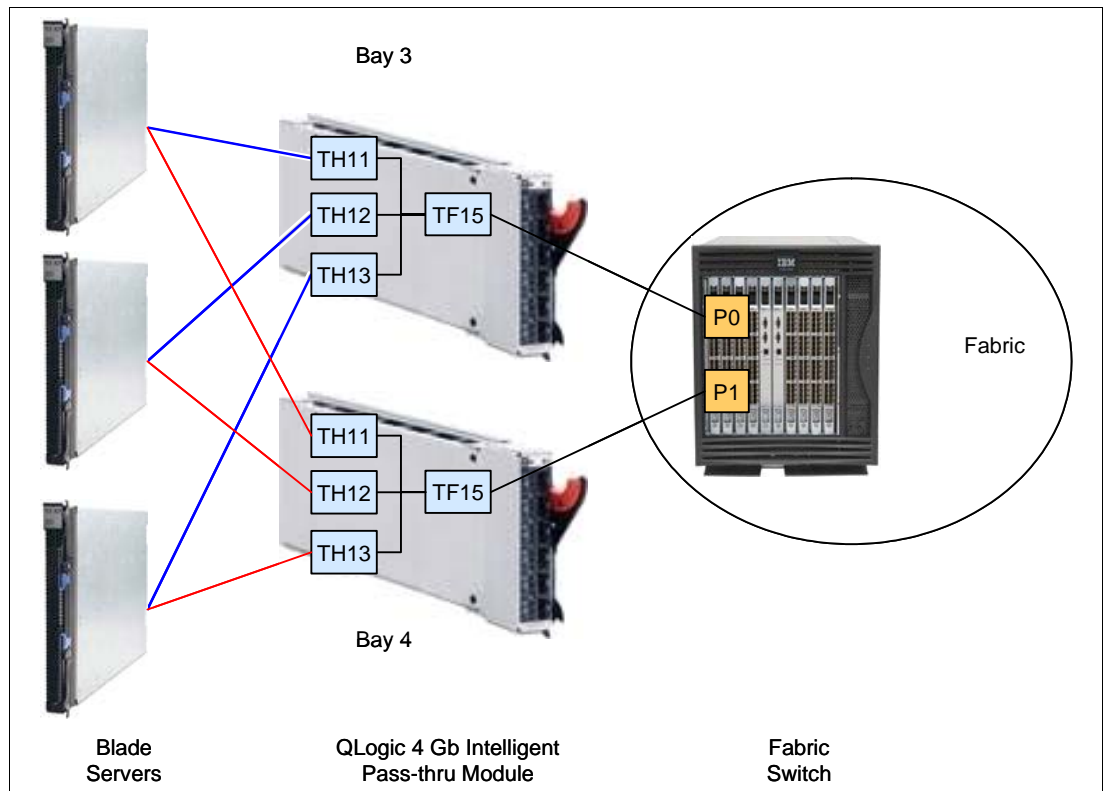 Bay 3
TH11
TH12
TF15
TH13
IBM
P0
Fabric
P1
TH11
TH12
TF15
TH13
Bay 4
Blade
Servers
QLogic 4 Gb Intelligent
Pass-thru Module
Fabric
Switch